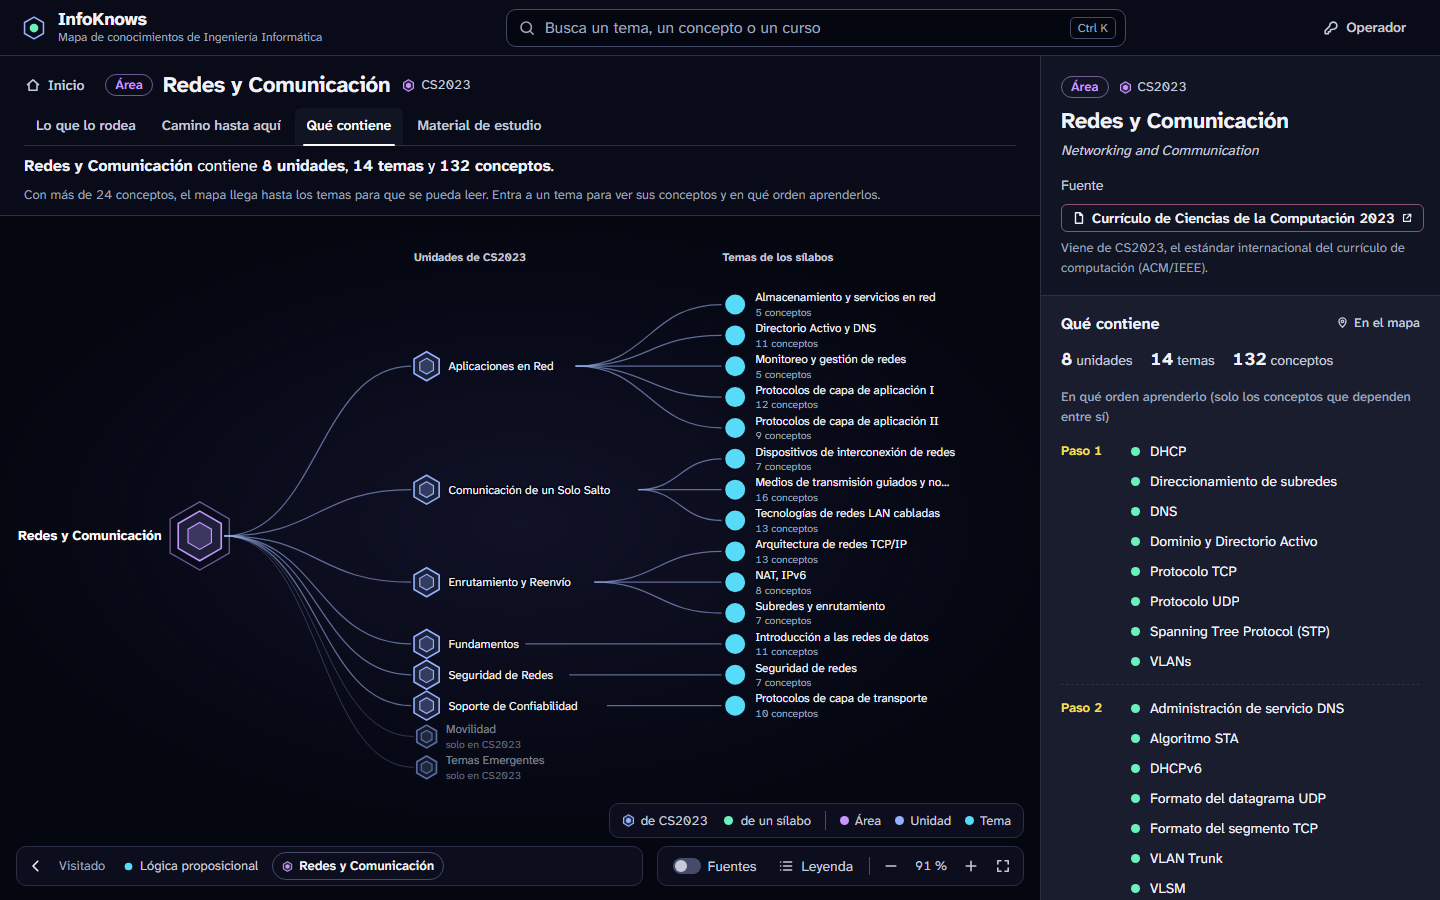 InfoKnows
Mapa de conocimientos de Ingeniería Informática
Busca un tema, un concepto o un curso
Ctrl K
Operador
Inicio
Área
Redes y Comunicación
CS2023
Lo que lo rodea
Camino hasta aquí
Qué contiene
Material de estudio
Redes y Comunicación contiene 8 unidades, 14 temas y 132 conceptos.
Con más de 24 conceptos, el mapa llega hasta los temas para que se pueda leer. Entra a un tema para ver sus conceptos y en qué orden aprenderlos.
Unidades de CS2023
Temas de los sílabos
Redes y Comunicación
Aplicaciones en Red
Comunicación de un Solo Salto
Enrutamiento y Reenvío
Fundamentos
Seguridad de Redes
Soporte de Confiabilidad
Movilidad
solo en CS2023
Temas Emergentes
solo en CS2023
Almacenamiento y servicios en red
5 conceptos
Directorio Activo y DNS
11 conceptos
Monitoreo y gestión de redes
5 conceptos
Protocolos de capa de aplicación I
12 conceptos
Protocolos de capa de aplicación II
9 conceptos
Dispositivos de interconexión de redes
7 conceptos
Medios de transmisión guiados y no...
16 conceptos
Tecnologías de redes LAN cabladas
13 conceptos
Arquitectura de redes TCP/IP
13 conceptos
NAT, IPv6
8 conceptos
Subredes y enrutamiento
7 conceptos
Introducción a las redes de datos
11 conceptos
Seguridad de redes
7 conceptos
Protocolos de capa de transporte
10 conceptos
de CS2023
de un sílabo
Área
Unidad
Tema
Visitado
Lógica proposicional
Redes y Comunicación
Fuentes
Leyenda
91 %
Área
CS2023
Redes y Comunicación
Networking and Communication
Fuente
Currículo de Ciencias de la Computación 2023
Viene de CS2023, el estándar internacional del currículo de
computación (ACM/IEEE).
Qué contiene
En el mapa
8 unidades
14 temas
132 conceptos
En qué orden aprenderlo (solo los conceptos que dependen
entre sí)
Paso 1
DHCP
Direccionamiento de subredes
DNS
Dominio y Directorio Activo
Protocolo TCP
Protocolo UDP
Spanning Tree Protocol (STP)
VLANs
Paso 2
Administración de servicio DNS
Algoritmo STA
DHCPv6
Formato del datagrama UDP
Formato del segmento TCP
VLAN Trunk
VLSM